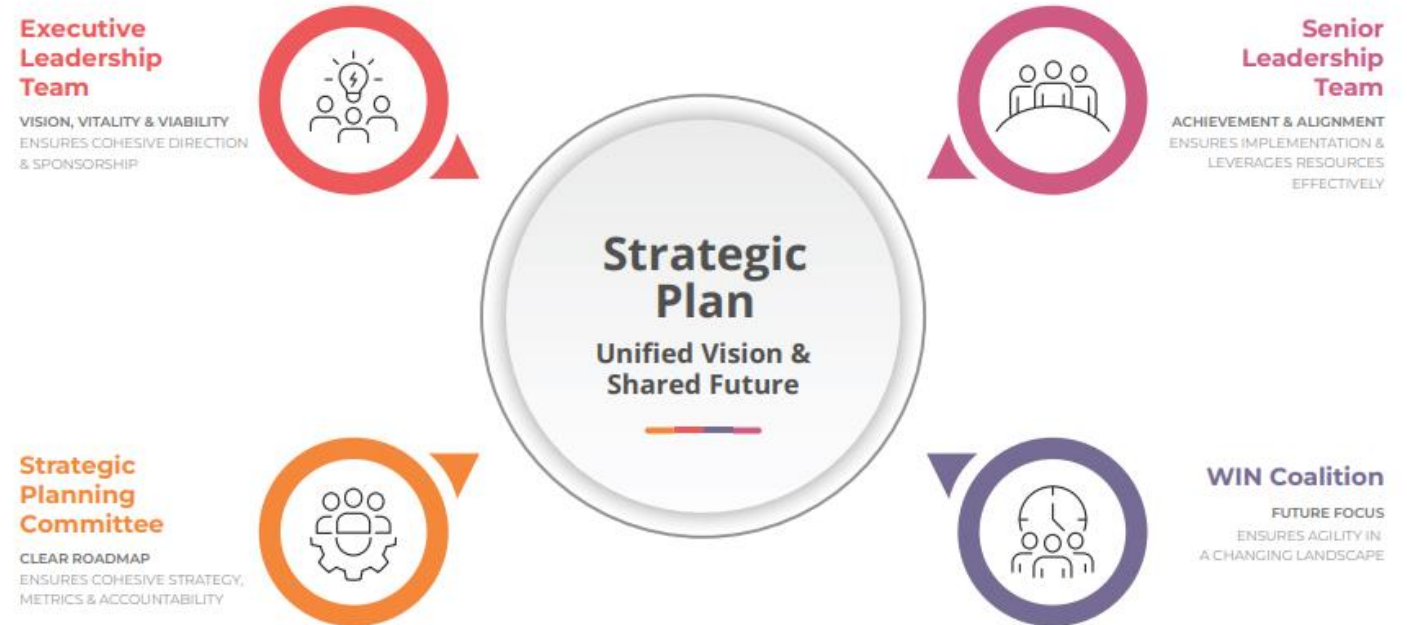 Executive
Leadership
Team
VISION, VITALITY & VIABILITY
ENSURES COHESIVE DIRECTION
& SPONSORSHIP
Senior
Leadership
Team
ACHIEVEMENT & ALIGNMENT
ENSURES IMPLEMENTATION &
LEVERAGES RESOURCES
EFFECTIVELY
Strategic
Plan
Unified Vision &
Shared Future
Strategic
Planning
Committee
CLEAR ROADMAP
ENSURES COHESIVE STRATEGY,
METRICS & ACCOUNTABILITY
WIN Coalition
FUTURE FOCUS
ENSURES AGILITY IN
A CHANGING LANDSCAPE